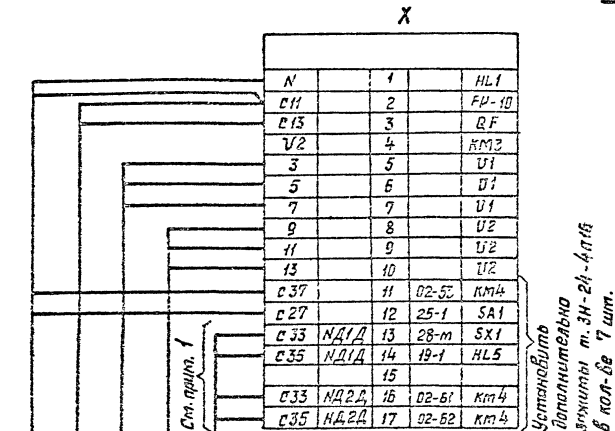 X
N 1 HL1
C11 2 FU-10
C13 3 QF
V2 4 KM3
3 5 U1
5 6 U1
7 7 U1
9 8 U2
11 9 U2
13 10 U2
C37 11 02-53 KM4
C27 12 25-1 SA1
C33 НД1Д 13 28-m SX1
C35 НД1Д 14 19-1 HL5
15
C33 НД2Д 16 02-61 KM4
C35 НД2Д 17 02-62 KM4
См. прим. 1
Установить
дополнительно
зажимы т. ЗН-24-4П16
в кол-ве 7 шт.